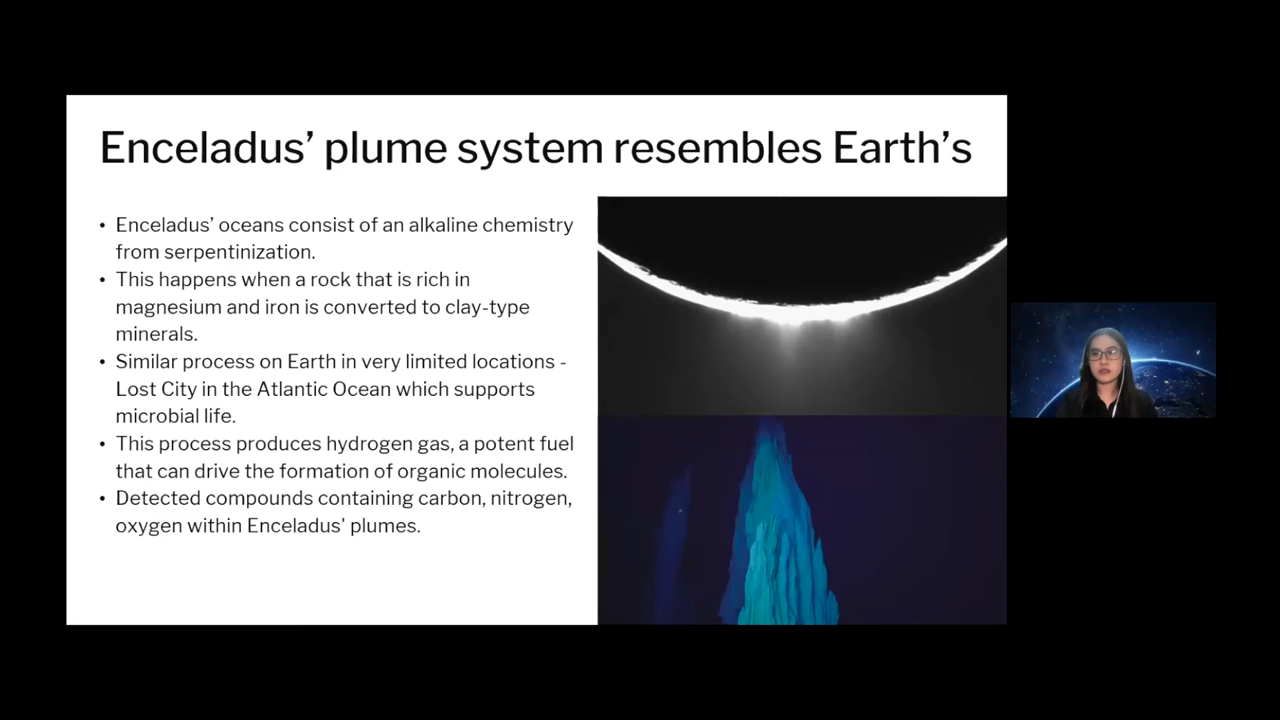 Enceladus’ plume system resembles Earth’s
• Enceladus’ oceans consist of an alkaline chemistry
from serpentinization.
• This happens when a rock that is rich in
magnesium and iron is converted to clay-type
minerals.
• Similar process on Earth in very limited locations -
Lost City in the Atlantic Ocean which supports
microbial life.
• This process produces hydrogen gas, a potent fuel
that can drive the formation of organic molecules.
• Detected compounds containing carbon, nitrogen,
oxygen within Enceladus' plumes.